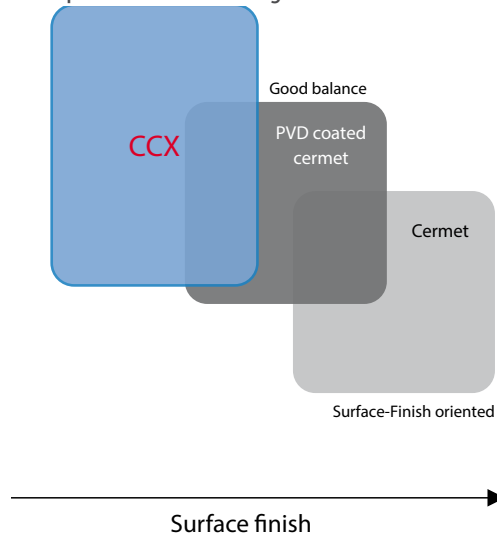 Good balance
CCX
PVD coated
cermet
Cermet
Surface-Finish oriented
Surface finish